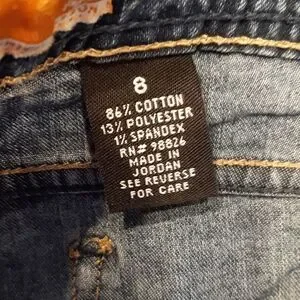 8
86% COTTON
13% POLYESTER
1% SPANDEX
RN# 98826
MADE IN
JORDAN
SEE REVERSE
FOR CARE